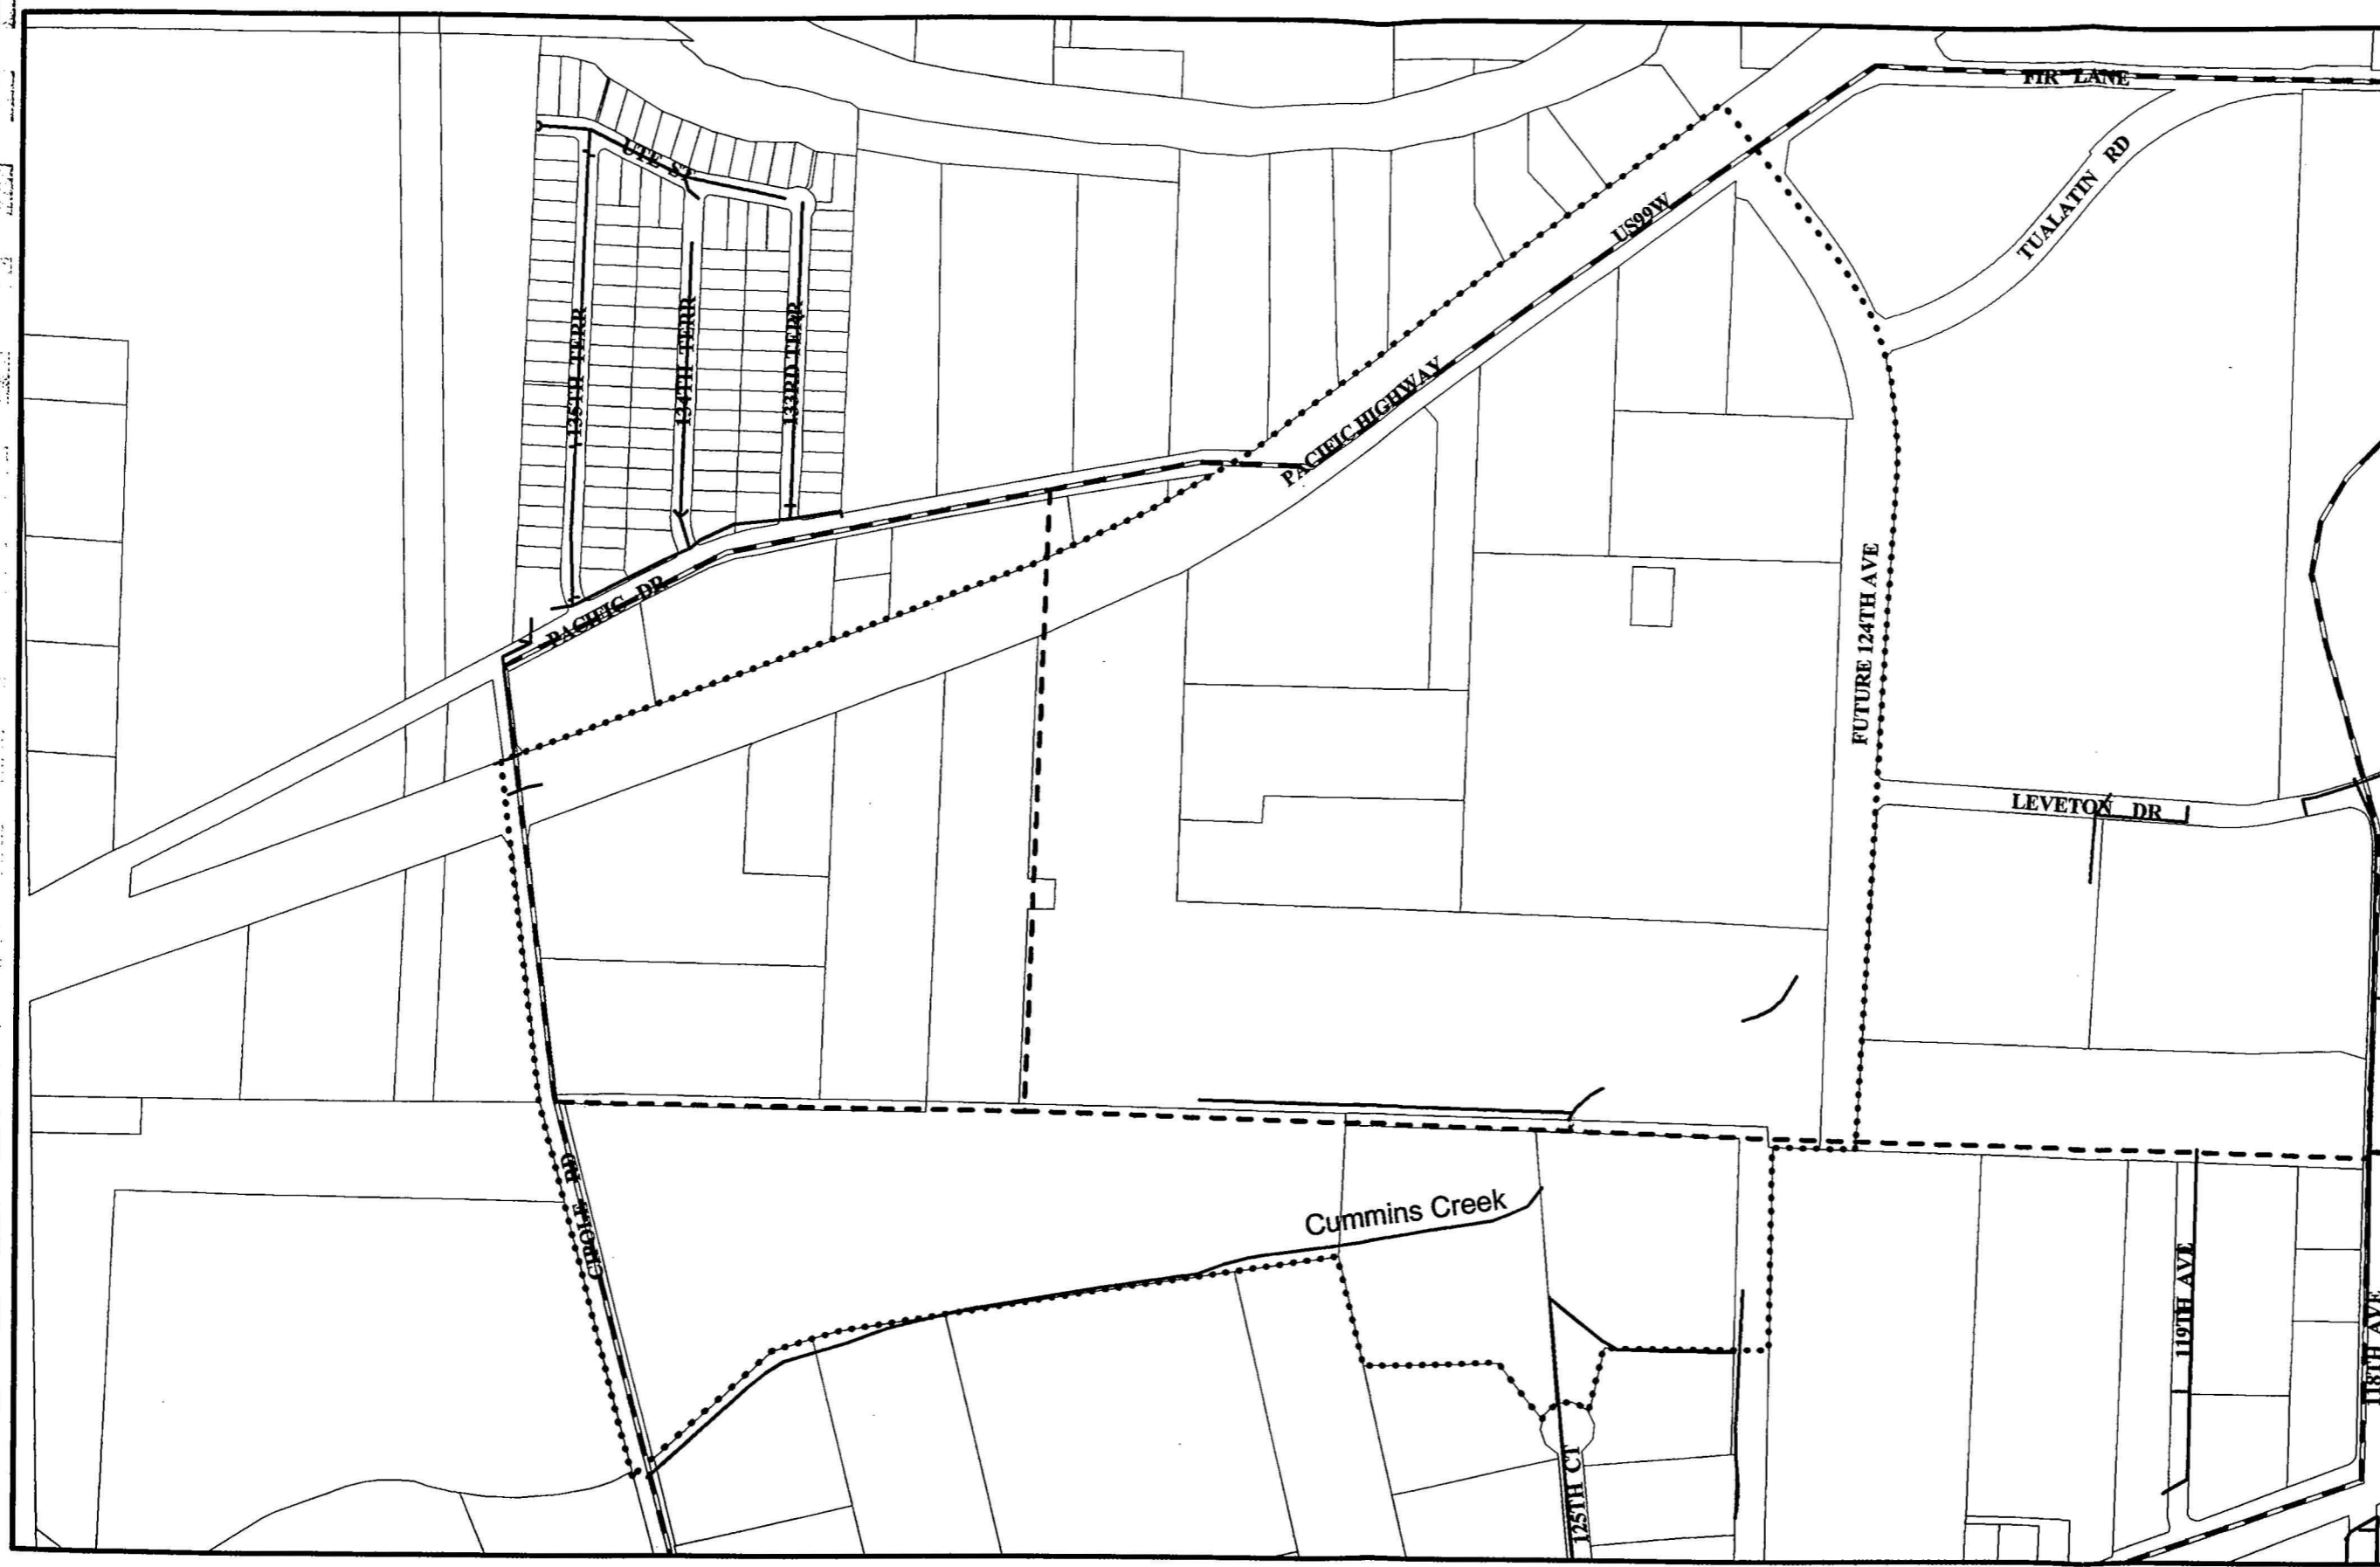 FIR LANE
UTE ST
TUALATIN RD
US99W
135TH TERR
134TH TERR
133RD TERR
PACIFIC HIGHWAY
PACIFIC DR
FUTURE 124TH AVE
LEVETON DR
CIPOLE RD
Cummins Creek
119TH AVE
118TH AVE
125TH CT